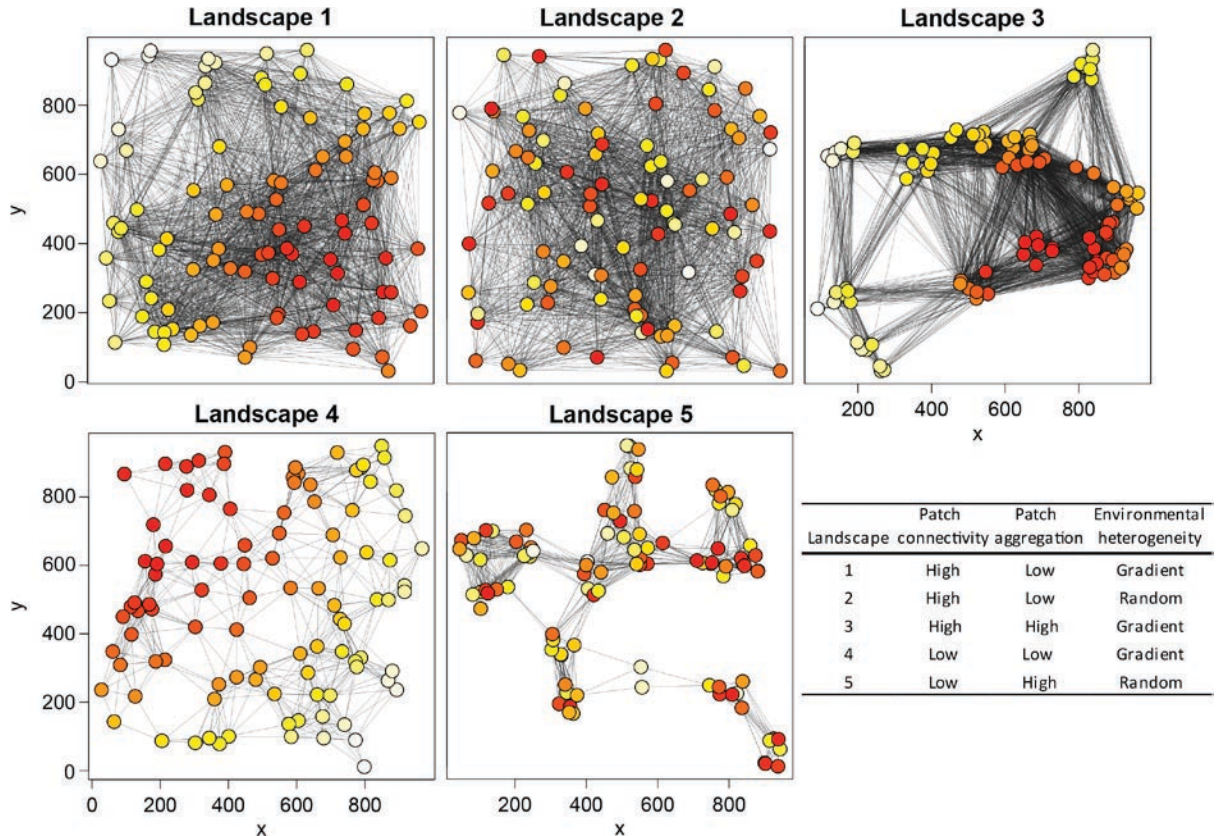 Landscape 1
Landscape 2
Landscape 3
y
800
600
400
200
0
200 400 600 800
x
Landscape 4
Landscape 5
y
800
600
400
200
0
0 200 400 600 800
x
200 400 600 800
x
Patch Patch Environmental
Landscape connectivity aggregation heterogeneity
1 High Low Gradient
2 High Low Random
3 High High Gradient
4 Low Low Gradient
5 Low High Random